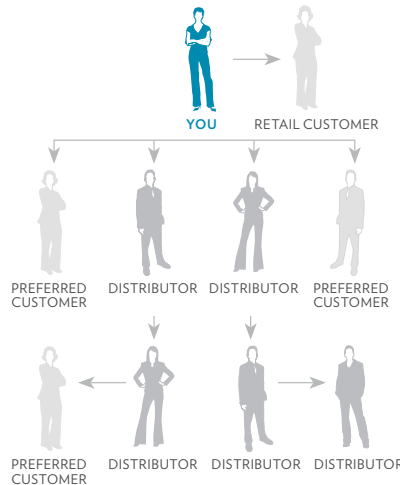 YOU
RETAIL CUSTOMER
PREFERRED
CUSTOMER
DISTRIBUTOR
DISTRIBUTOR
PREFERRED
CUSTOMER
PREFERRED
CUSTOMER
DISTRIBUTOR
DISTRIBUTOR
DISTRIBUTOR